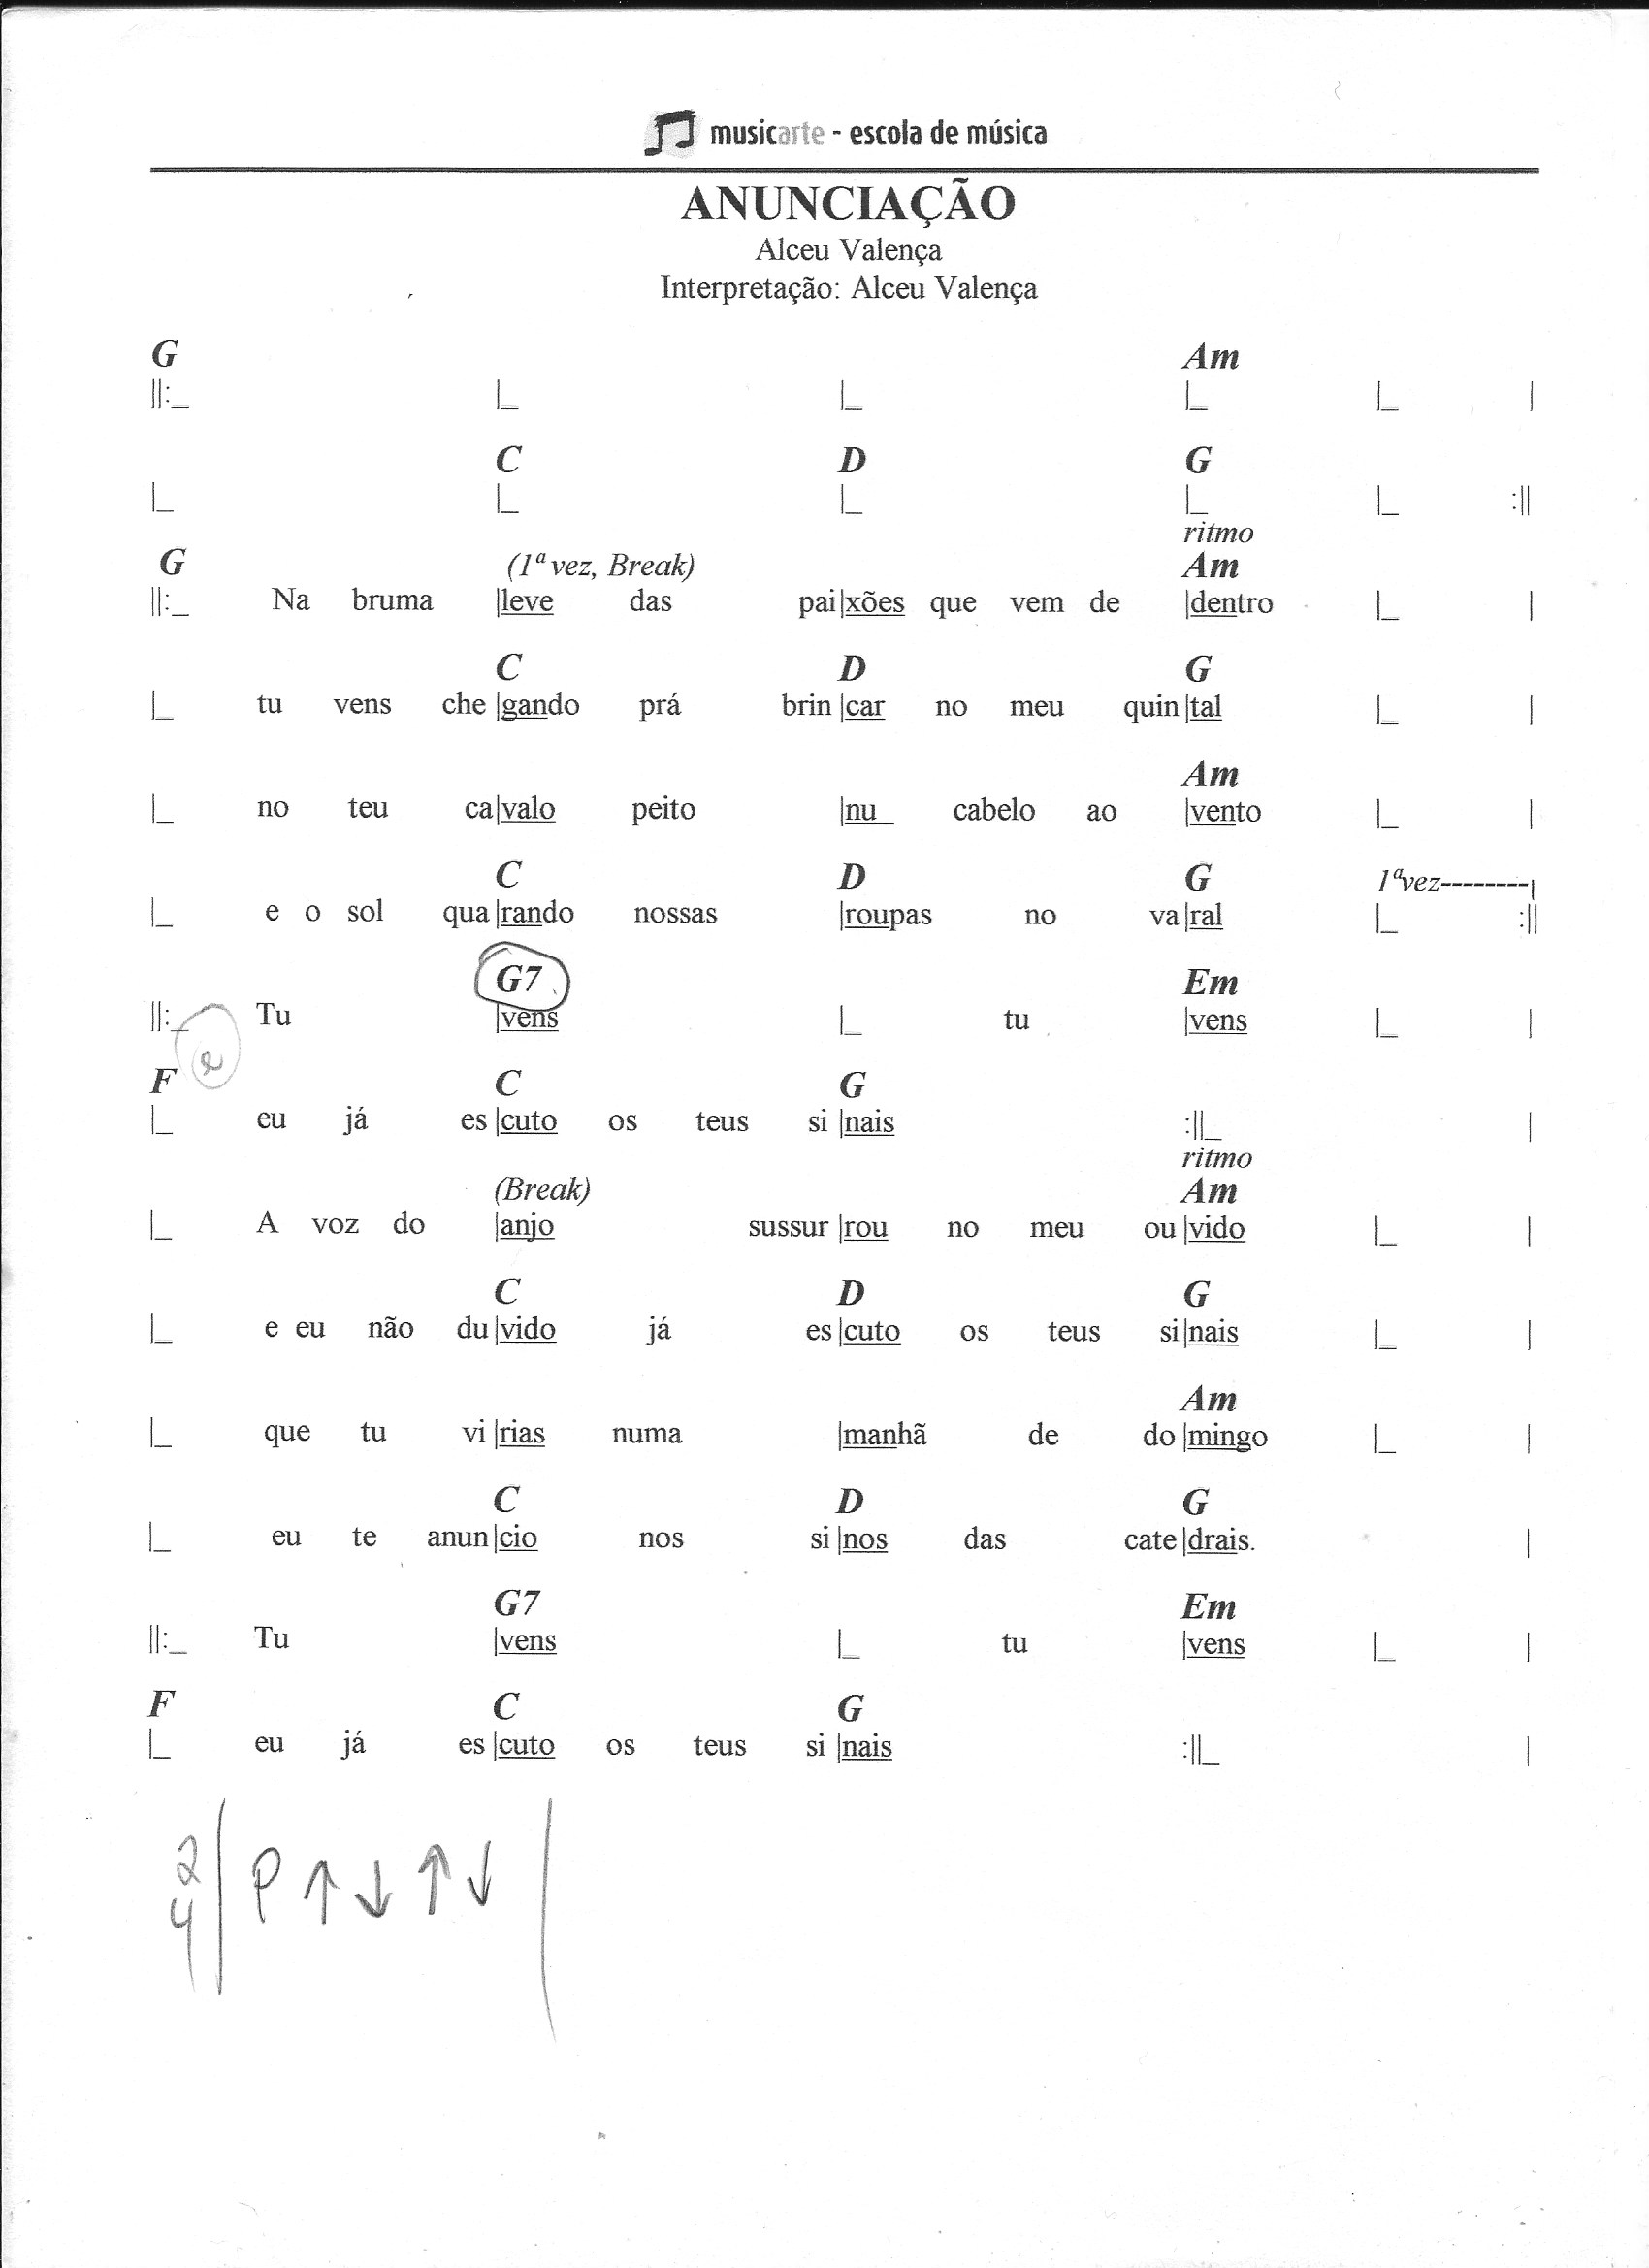 musicarte - escola de música
ANUNCIAÇÃO
Alceu Valença
Interpretação: Alceu Valença
G Am
||:_ |_ |_ |_ |_ |
C D G
|_ |_ |_ |_ |_ :||
ritmo
G (1ª vez, Break) Am
||:_ Na bruma |leve das pai|xões que vem de |dentro |_ |
C D G
|_ tu vens che |gando prá brin |car no meu quin |tal |_ |
Am
|_ no teu ca|valo peito |nu_ cabelo ao |vento |_ |
C D G 1ªvez--------|
|_ e o sol qua |rando nossas |roupas no va|ral |_ :||
G7 Em
||:_ Tu |vens |_ tu |vens |_ |
e
F C G
|_ eu já es |cuto os teus si |nais :||_ |
ritmo
(Break) Am
|_ A voz do |anjo sussur |rou no meu ou |vido |_ |
C D G
|_ e eu não du |vido já es |cuto os teus si|nais |_ |
Am
|_ que tu vi |rias numa |manhã de do |mingo |_ |
C D G
|_ eu te anun|cio nos si |nos das cate |drais. |
G7 Em
||:_ Tu |vens |_ tu |vens |_ |
F C G
|_ eu já es |cuto os teus si |nais :||_ |
2/4 | P ↑ ↓ ↑ ↓ |